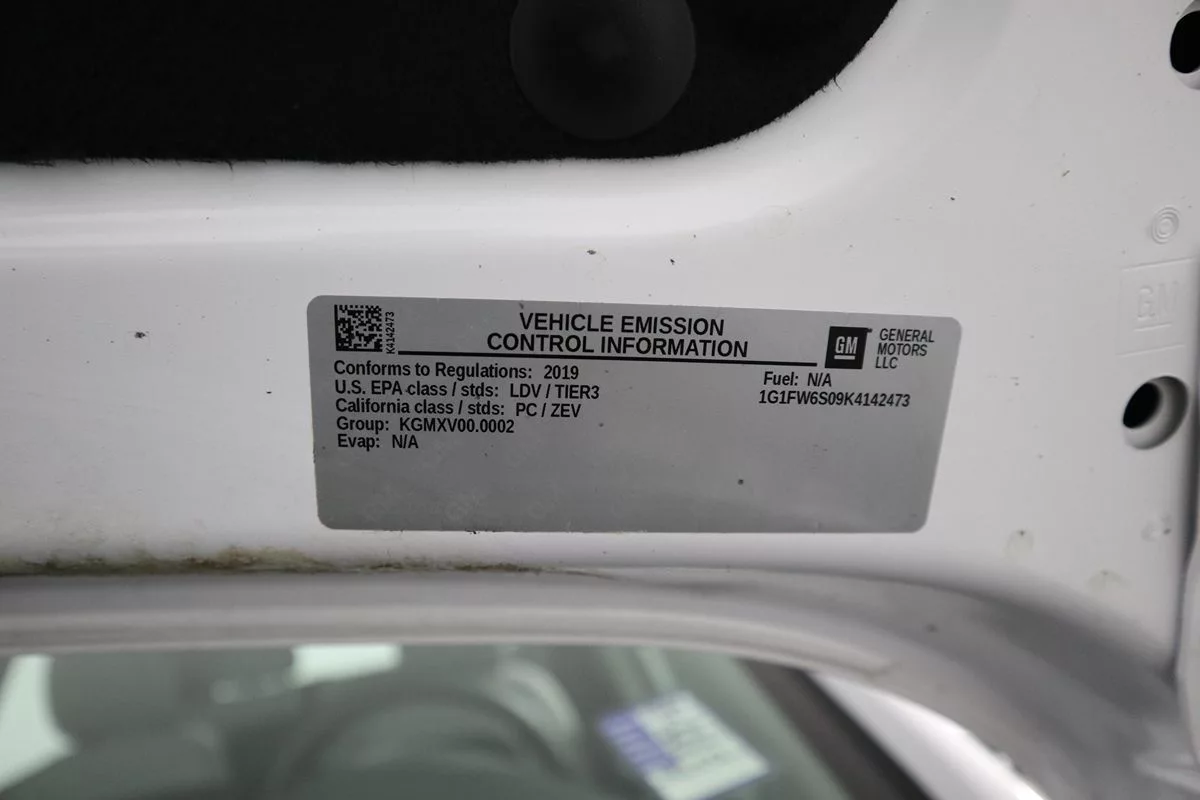 K4142473
VEHICLE EMISSION
CONTROL INFORMATION
GM
GENERAL
MOTORS
LLC
Conforms to Regulations: 2019
U.S. EPA class / stds: LDV / TIER3
California class / stds: PC / ZEV
Group: KGMXV00.0002
Evap: N/A
Fuel: N/A
1G1FW6S09K4142473
GM